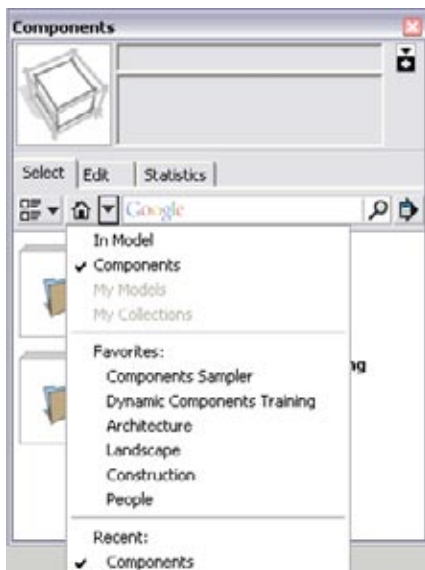 Components
Select Edit Statistics
Google
In Model
Components
My Models
My Collections
Favorites:
Components Sampler
ng
Dynamic Components Training
Architecture
Landscape
Construction
People
Recent:
Components